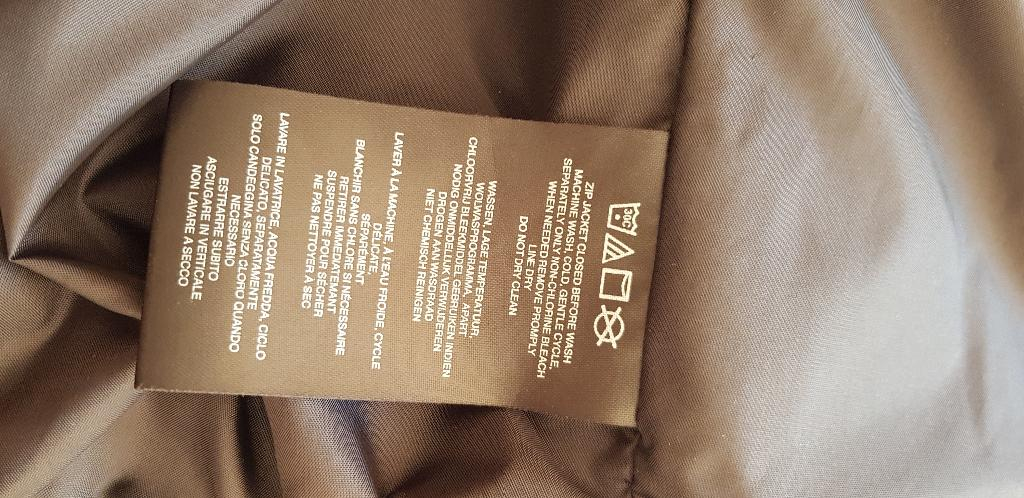 30
ZIP JACKET CLOSED BEFORE WASH
MACHINE WASH, COLD, GENTLE CYCLE,
SEPARATELY ONLY NON-CHLORINE BLEACH
WHEN NEEDED REMOVE PROMPLY
LINE DRY
DO NOT DRY CLEAN
WASSEN, LAGE TEMPERATUUR,
WOLWASPROGRAMMA, APART
CHLOORVRIJ BLEEKMIDDEL GEBRUIKEN INDIEN
NODIG ONMIDDELLIJK VERWIJDEREN
DROGEN AAN WASDRAAD
NIET CHEMISCH REINIGEN
LAVER À LA MACHINE, À L'EAU FROIDE, CYCLE
DÉLICATE,
SÉPARÉMENT
BLANCHIR SANS CHLORE SI NÉCESSAIRE
RETIRER IMMÉDIATEMENT
SUSPENDRE POUR SÉCHER
NE PAS NETTOYER À SEC
LAVARE IN LAVATRICE, ACQUA FREDDA, CICLO
DELICATO, SEPARATAMENTE
SOLO CANDEGGINA SENZA CLORO QUANDO
NECESSARIO
ESTRARRE SUBITO
ASCIUGARE IN VERTICALE
NON LAVARE A SECCO